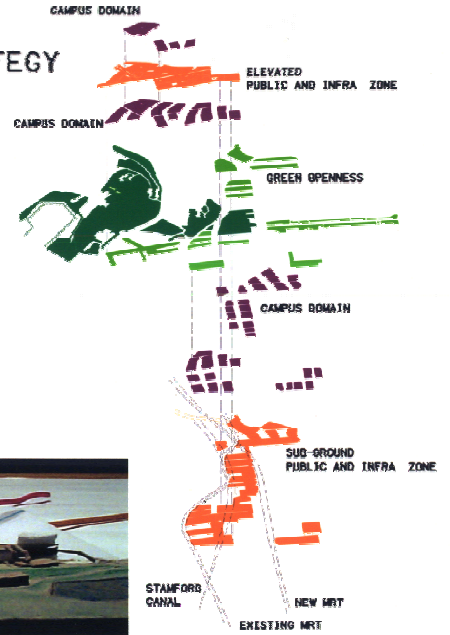 CAMPUS DOMAIN
TEGY
ELEVATED
PUBLIC AND INFRA ZONE
CAMPUS DOMAIN
GREEN OPENNESS
CAMPUS DOMAIN
SUB GROUND
PUBLIC AND INFRA ZONE
STAMFORD
CANAL
NEW MRT
EXISTING MRT